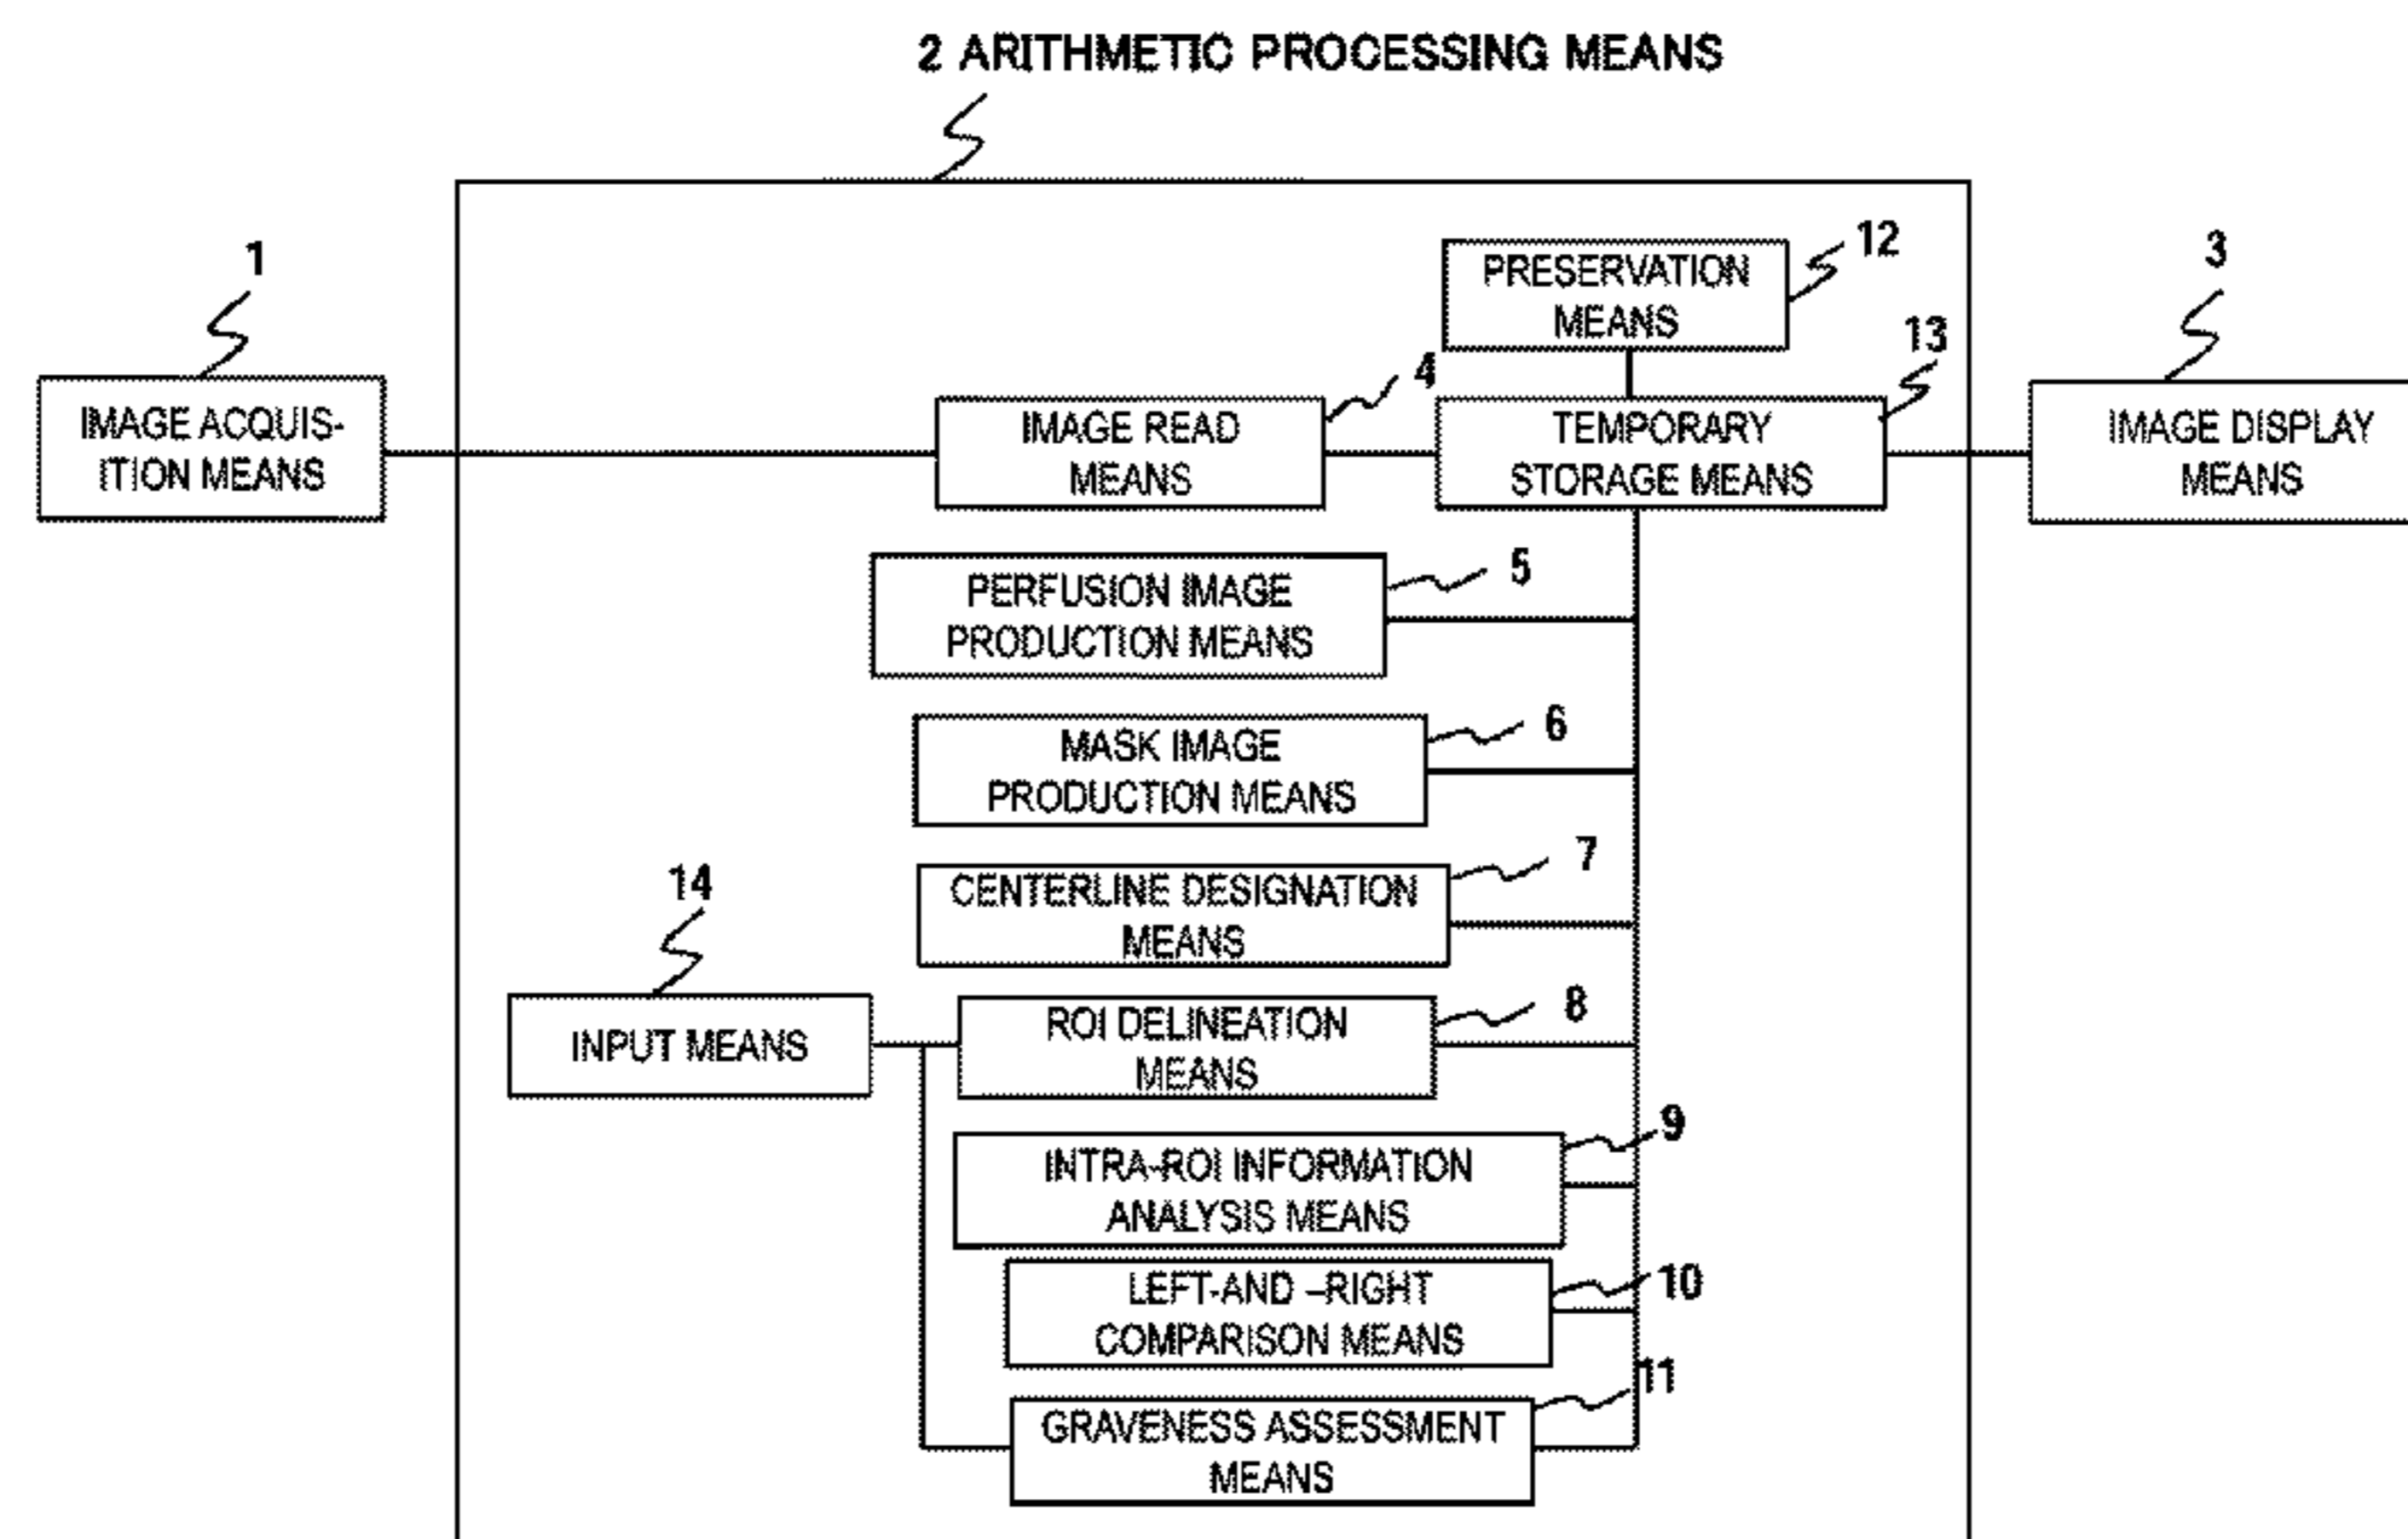 2 ARITHMETIC PROCESSING MEANS
1
IMAGE ACQUIS-
ITION MEANS
12
PRESERVATION
MEANS
3
13
4
IMAGE READ
MEANS
TEMPORARY
STORAGE MEANS
IMAGE DISPLAY
MEANS
5
PERFUSION IMAGE
PRODUCTION MEANS
6
MASK IMAGE
PRODUCTION MEANS
7
CENTERLINE DESIGNATION
MEANS
14
INPUT MEANS
8
ROI DELINEATION
MEANS
9
INTRA-ROI INFORMATION
ANALYSIS MEANS
10
LEFT-AND –RIGHT
COMPARISON MEANS
11
GRAVENESS ASSESSMENT
MEANS